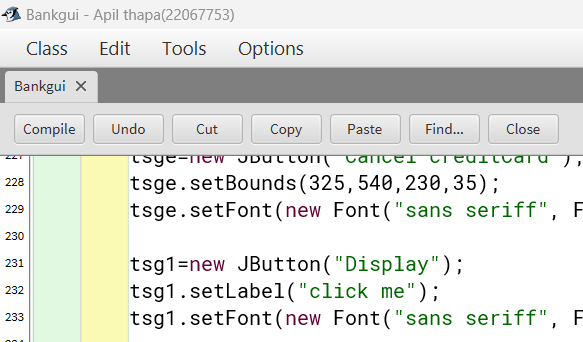 Bankgui - Apil thapa(22067753)
Class Edit Tools Options
Bankgui ✕
Compile Undo Cut Copy Paste Find... Close
227 tsge=new JButton("Cancel creditCard");
228 tsge.setBounds(325,540,230,35);
229 tsge.setFont(new Font("sans seriff", F
230
231 tsg1=new JButton("Display");
232 tsg1.setLabel("click me");
233 tsg1.setFont(new Font("sans seriff", F